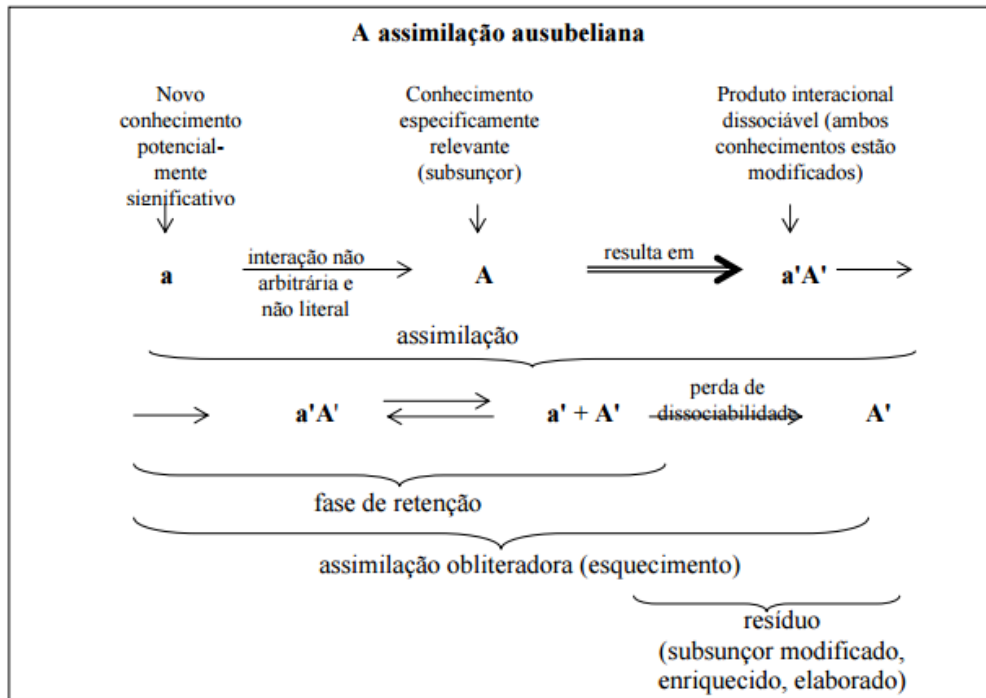 A assimilação ausubeliana
Novo
conhecimento
potencial-
mente
significativo
Conhecimento
especificamente
relevante
(subsunçor)
Produto interacional
dissociável (ambos
conhecimentos estão
modificados)
a
interação não
arbitrária e
não literal
A
resulta em
a'A'
assimilação
a'A'
a' + A'
perda de
dissociabilidade
A'
fase de retenção
assimilação obliteradora (esquecimento)
resíduo
(subsunçor modificado,
enriquecido, elaborado)